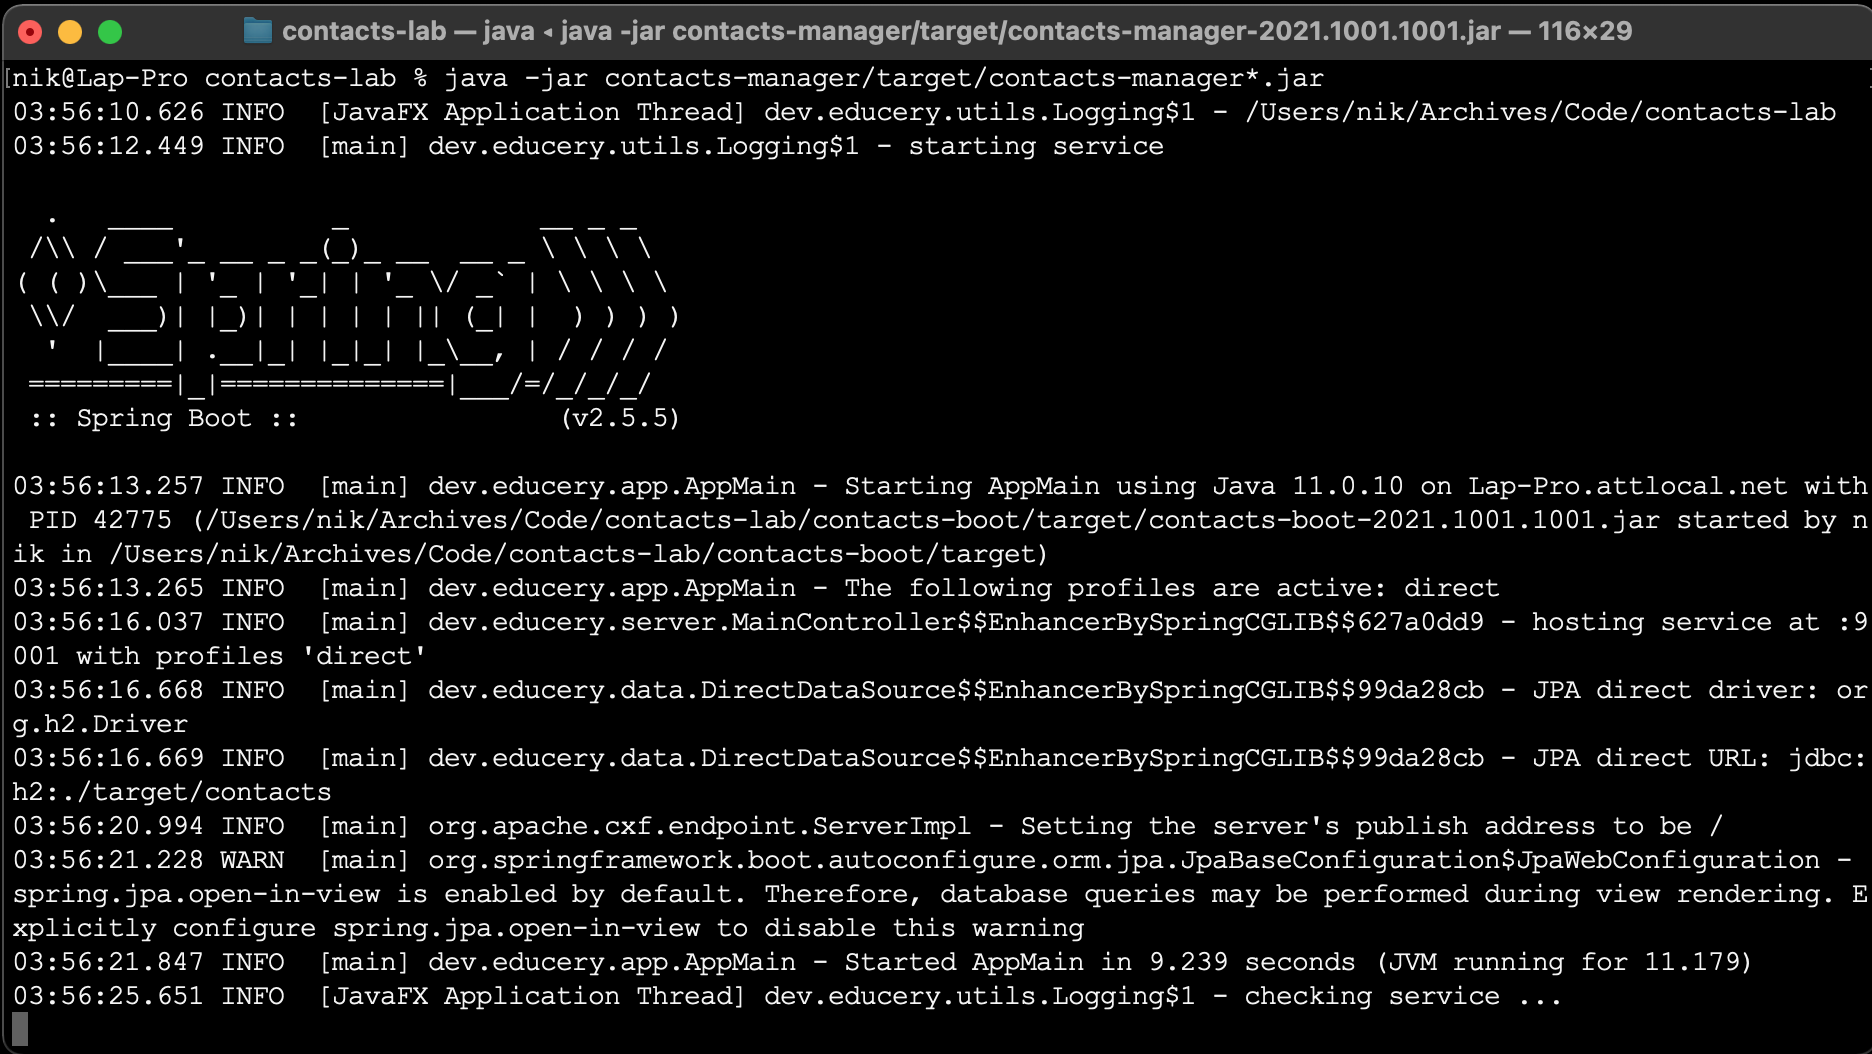 contacts-lab — java ◂ java -jar contacts-manager/target/contacts-manager-2021.1001.1001.jar — 116×29
[nik@Lap-Pro contacts-lab % java -jar contacts-manager/target/contacts-manager*.jar
03:56:10.626 INFO  [JavaFX Application Thread] dev.educery.utils.Logging$1 - /Users/nik/Archives/Code/contacts-lab
03:56:12.449 INFO  [main] dev.educery.utils.Logging$1 - starting service

  .   ____          _            __ _ _
 /\\ / ___'_ __ _ _(_)_ __  __ _ \ \ \ \
( ( )\___ | '_ | '_| | '_ \/ _` | \ \ \ \
 \\/  ___)| |_)| | | | | || (_| |  ) ) ) )
  '  |____| .__|_| |_|_| |_\__, | / / / /
 =========|_|==============|___/=/_/_/_/
 :: Spring Boot ::                (v2.5.5)

03:56:13.257 INFO  [main] dev.educery.app.AppMain - Starting AppMain using Java 11.0.10 on Lap-Pro.attlocal.net with
 PID 42775 (/Users/nik/Archives/Code/contacts-lab/contacts-boot/target/contacts-boot-2021.1001.1001.jar started by n
ik in /Users/nik/Archives/Code/contacts-lab/contacts-boot/target)
03:56:13.265 INFO  [main] dev.educery.app.AppMain - The following profiles are active: direct
03:56:16.037 INFO  [main] dev.educery.server.MainController$$EnhancerBySpringCGLIB$$627a0dd9 - hosting service at :9
001 with profiles 'direct'
03:56:16.668 INFO  [main] dev.educery.data.DirectDataSource$$EnhancerBySpringCGLIB$$99da28cb - JPA direct driver: or
g.h2.Driver
03:56:16.669 INFO  [main] dev.educery.data.DirectDataSource$$EnhancerBySpringCGLIB$$99da28cb - JPA direct URL: jdbc:
h2:./target/contacts
03:56:20.994 INFO  [main] org.apache.cxf.endpoint.ServerImpl - Setting the server's publish address to be /
03:56:21.228 WARN  [main] org.springframework.boot.autoconfigure.orm.jpa.JpaBaseConfiguration$JpaWebConfiguration -
spring.jpa.open-in-view is enabled by default. Therefore, database queries may be performed during view rendering. E
xplicitly configure spring.jpa.open-in-view to disable this warning
03:56:21.847 INFO  [main] dev.educery.app.AppMain - Started AppMain in 9.239 seconds (JVM running for 11.179)
03:56:25.651 INFO  [JavaFX Application Thread] dev.educery.utils.Logging$1 - checking service ...